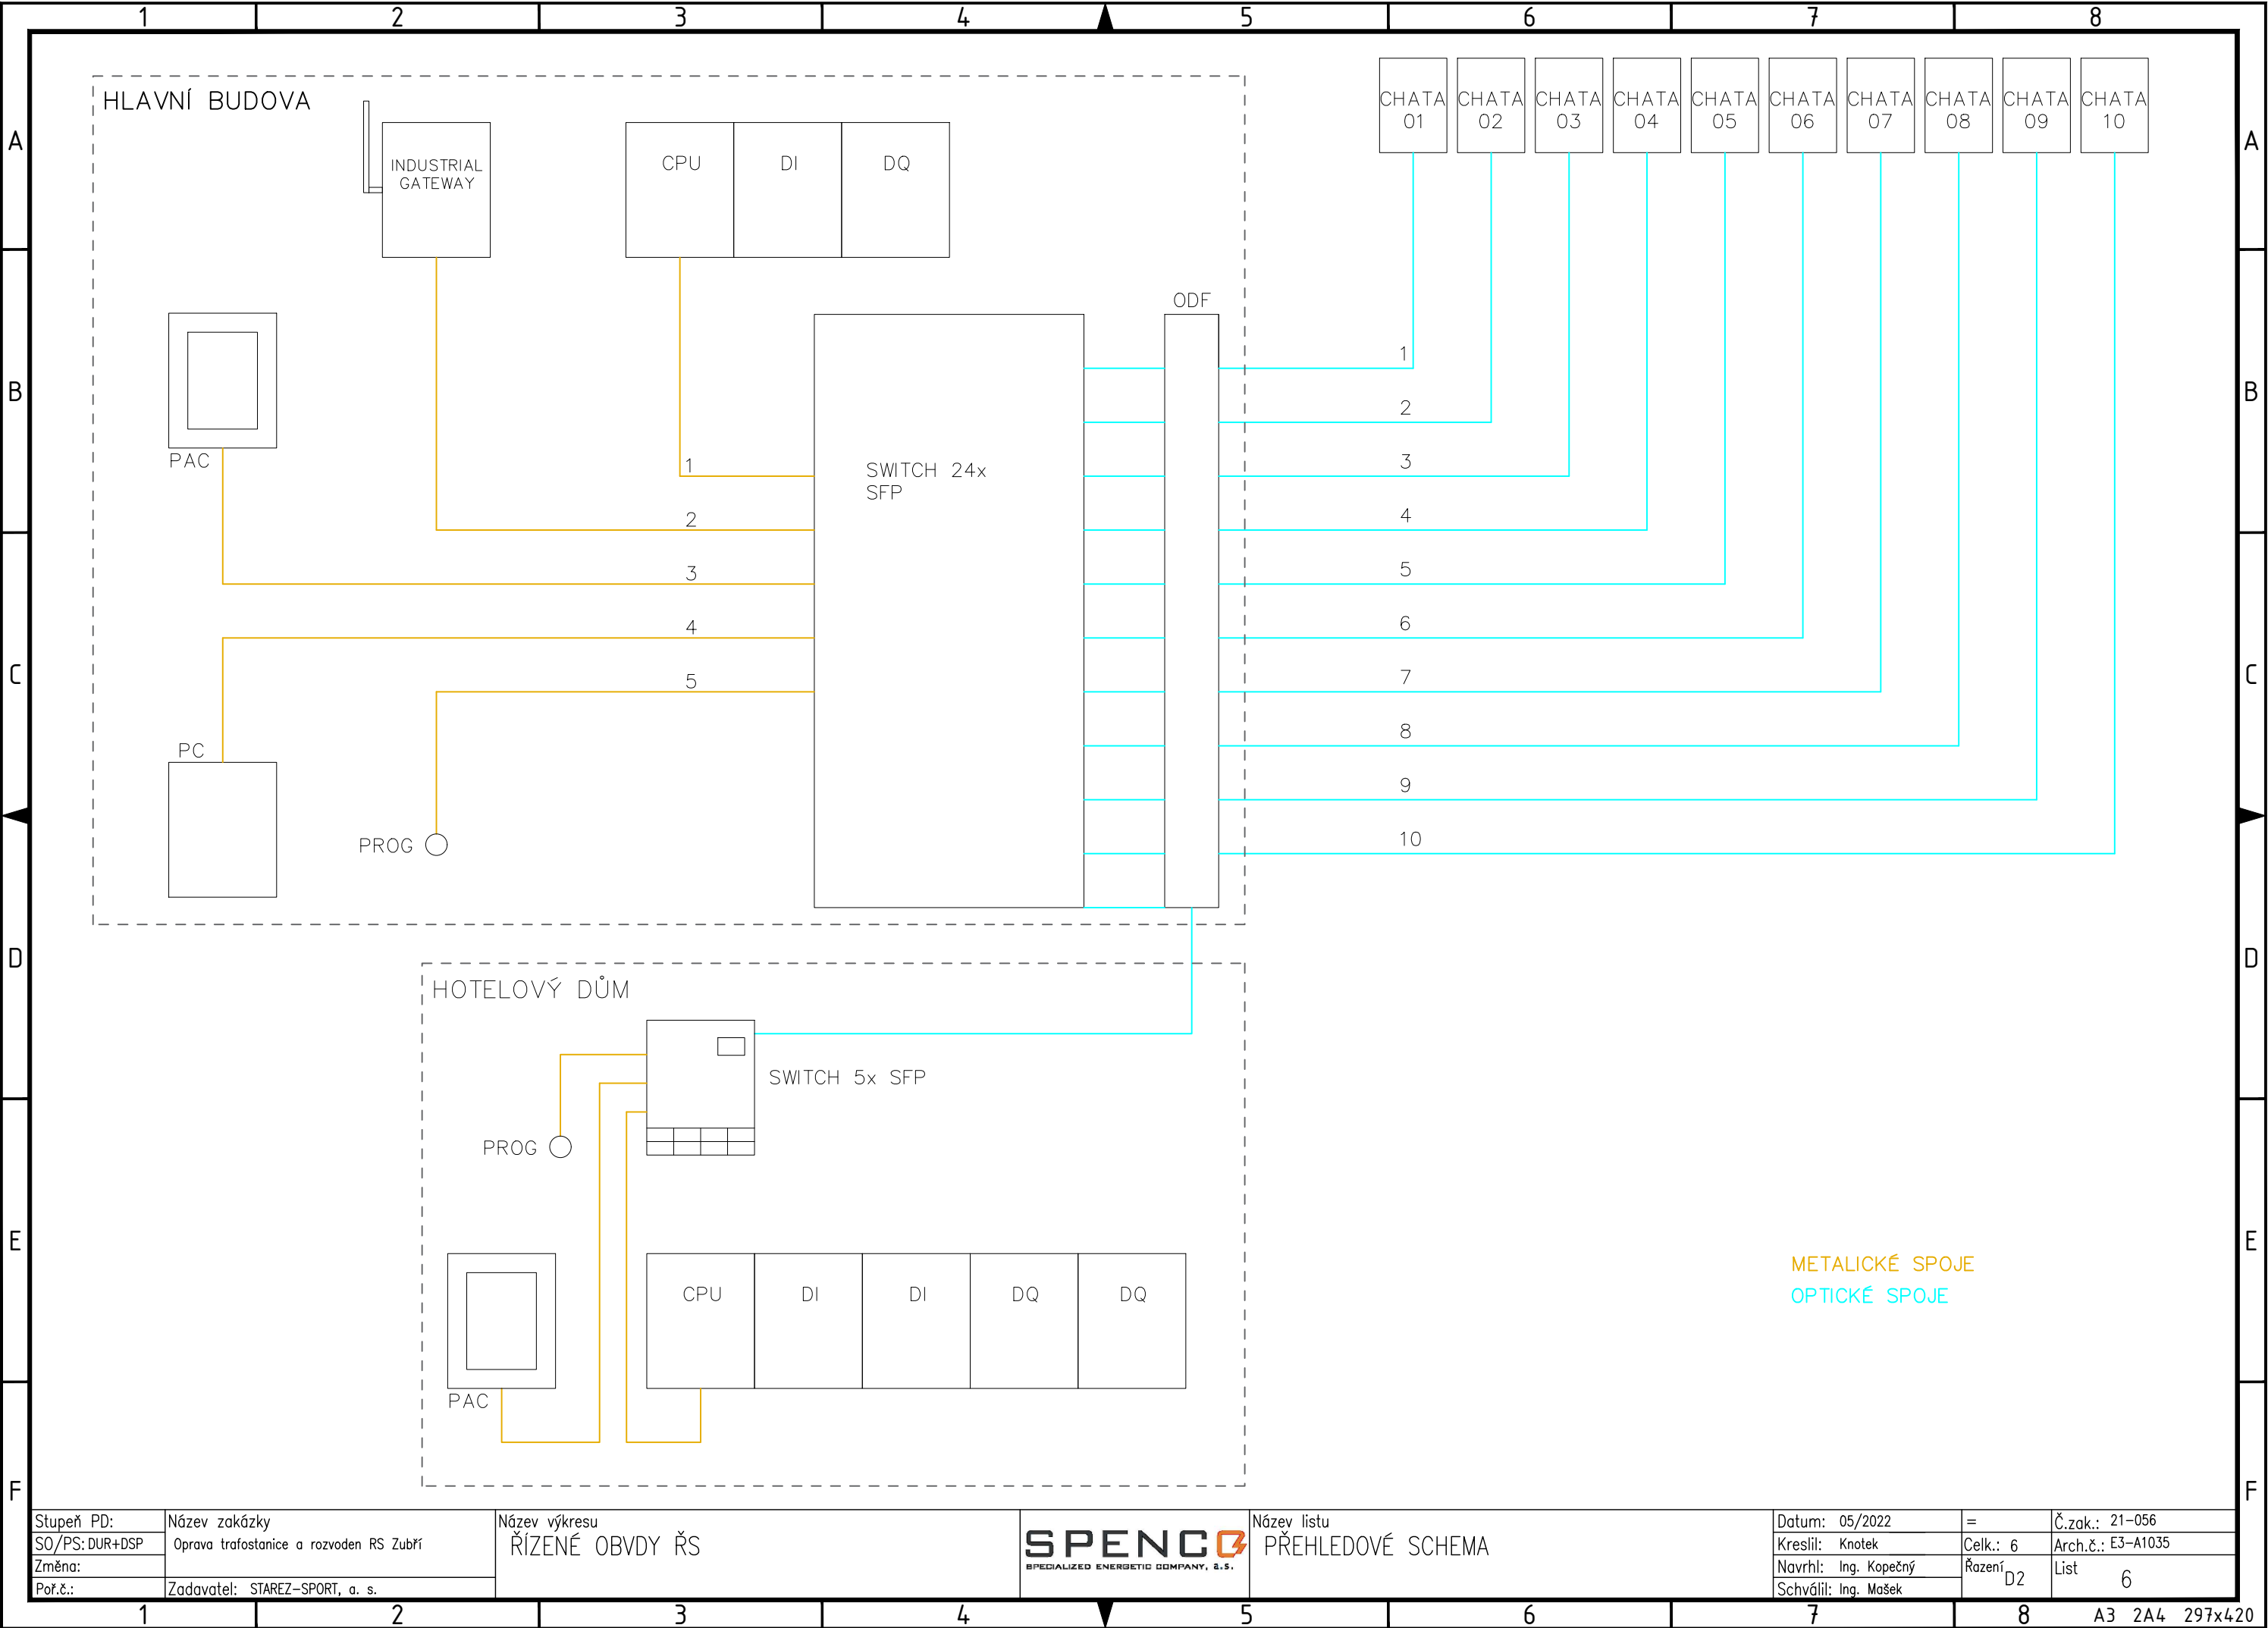 1 2 3 4 5 6 7 8
A A
B B
C C
D D
E E
F F
HLAVNÍ BUDOVA
INDUSTRIAL
GATEWAY
CPU DI DQ
CHATA
01
CHATA
02
CHATA
03
CHATA
04
CHATA
05
CHATA
06
CHATA
07
CHATA
08
CHATA
09
CHATA
10
ODF
PAC
SWITCH 24x
SFP
1
2
3
4
5
1
2
3
4
5
6
7
8
9
10
PC
PROG
HOTELOVÝ DŮM
SWITCH 5x SFP
PROG
CPU DI DI DQ DQ
PAC
METALICKÉ SPOJE
OPTICKÉ SPOJE
Stupeň PD:
SO/PS: DUR+DSP
Změna:
Poř.č.:
Název zakázky
Oprava trafostanice a rozvoden RS Zubří
Zadavatel: STAREZ-SPORT, a. s.
Název výkresu
ŘÍZENÉ OBVDY ŘS
SPENCO
SPECIALIZED ENERGETIC COMPANY, a.s.
Název listu
PŘEHLEDOVÉ SCHEMA
Datum: 05/2022
Kreslil: Knotek
Navrhl: Ing. Kopečný
Schválil: Ing. Mašek
=
Celk.: 6
Řazení D2
Č.zak.: 21-056
Arch.č.: E3-A1035
List 6
1 2 3 4 5 6 7 8
A3 2A4 297x420